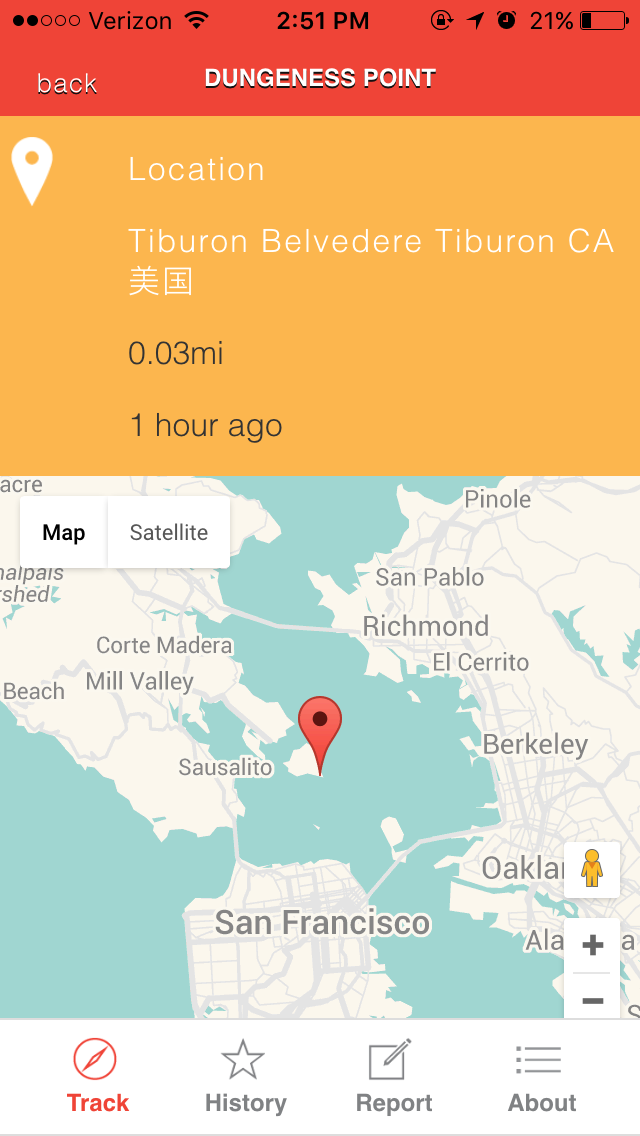 Verizon 2:51 PM 21%
back DUNGENESS POINT
Location
Tiburon Belvedere Tiburon CA
美国
0.03mi
1 hour ago
acre
Pinole
Map Satellite
nalpais
shed
San Pablo
Richmond
Corte Madera
El Cerrito
Beach Mill Valley
Berkeley
Sausalito
Oaklan
San Francisco
Ala a
S
Track History Report About